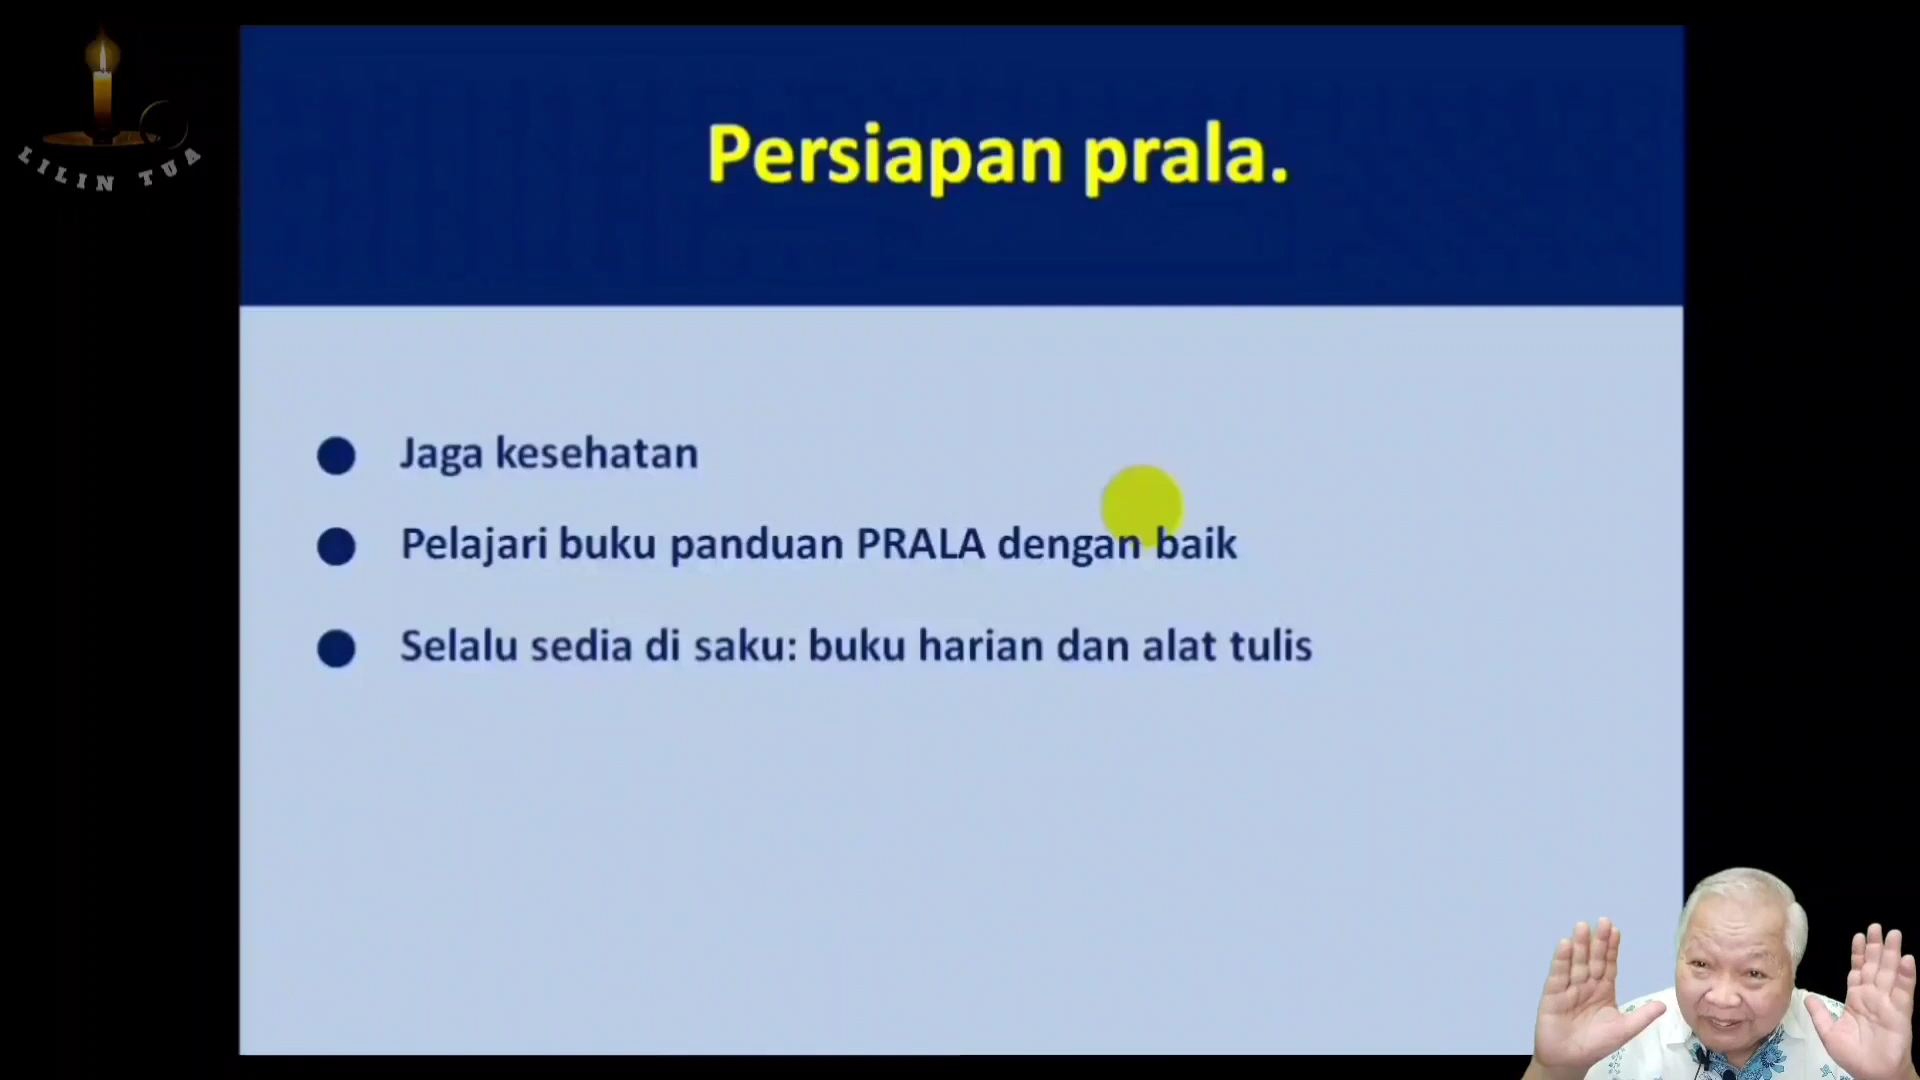 LILIN TUA
Persiapan prala.
Jaga kesehatan
Pelajari buku panduan PRALA dengan baik
Selalu sedia di saku: buku harian dan alat tulis